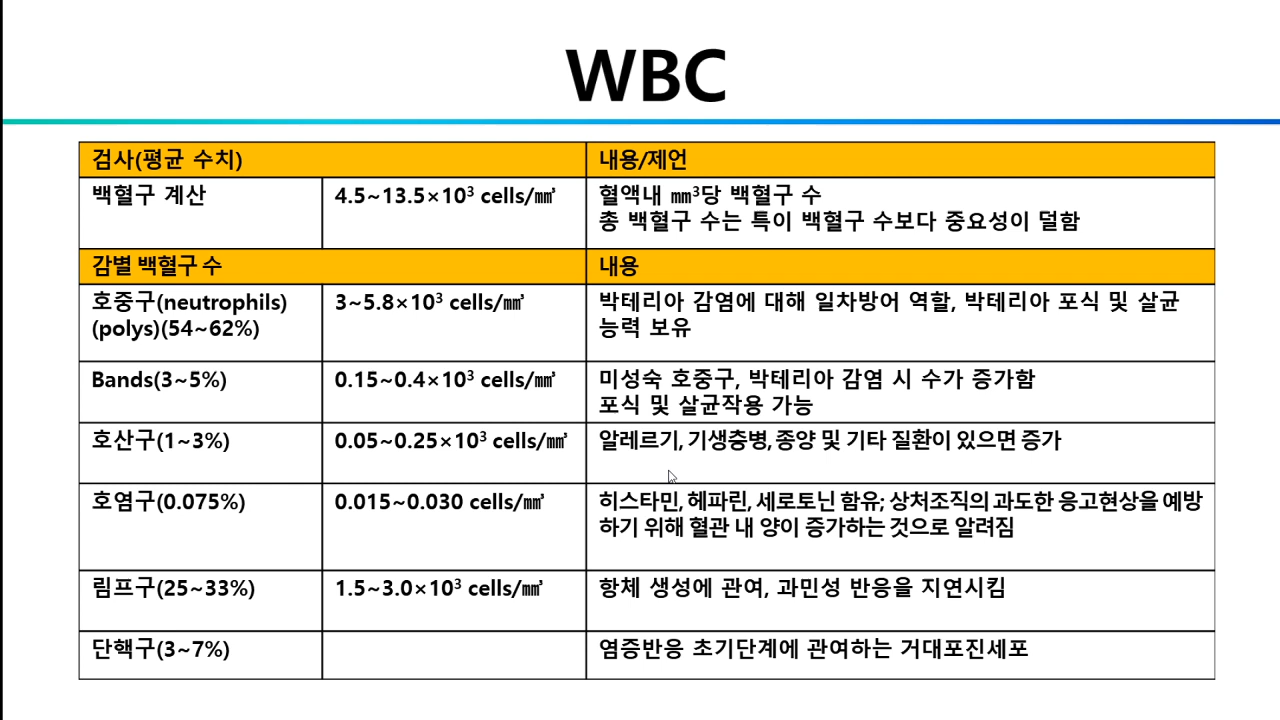 WBC
검사(평균 수치)
내용/제언
백혈구 계산
4.5~13.5×10³ cells/㎣
혈액내 ㎜³당 백혈구 수
총 백혈구 수는 특이 백혈구 수보다 중요성이 덜함
감별 백혈구 수
내용
호중구(neutrophils)
(polys)(54~62%)
3~5.8×10³ cells/㎣
박테리아 감염에 대해 일차방어 역할, 박테리아 포식 및 살균
능력 보유
Bands(3~5%)
0.15~0.4×10³ cells/㎣
미성숙 호중구, 박테리아 감염 시 수가 증가함
포식 및 살균작용 가능
호산구(1~3%)
0.05~0.25×10³ cells/㎣
알레르기, 기생충병, 종양 및 기타 질환이 있으면 증가
호염구(0.075%)
0.015~0.030 cells/㎣
히스타민, 헤파린, 세로토닌 함유; 상처조직의 과도한 응고현상을 예방
하기 위해 혈관 내 양이 증가하는 것으로 알려짐
림프구(25~33%)
1.5~3.0×10³ cells/㎣
항체 생성에 관여, 과민성 반응을 지연시킴
단핵구(3~7%)
염증반응 초기단계에 관여하는 거대포진세포